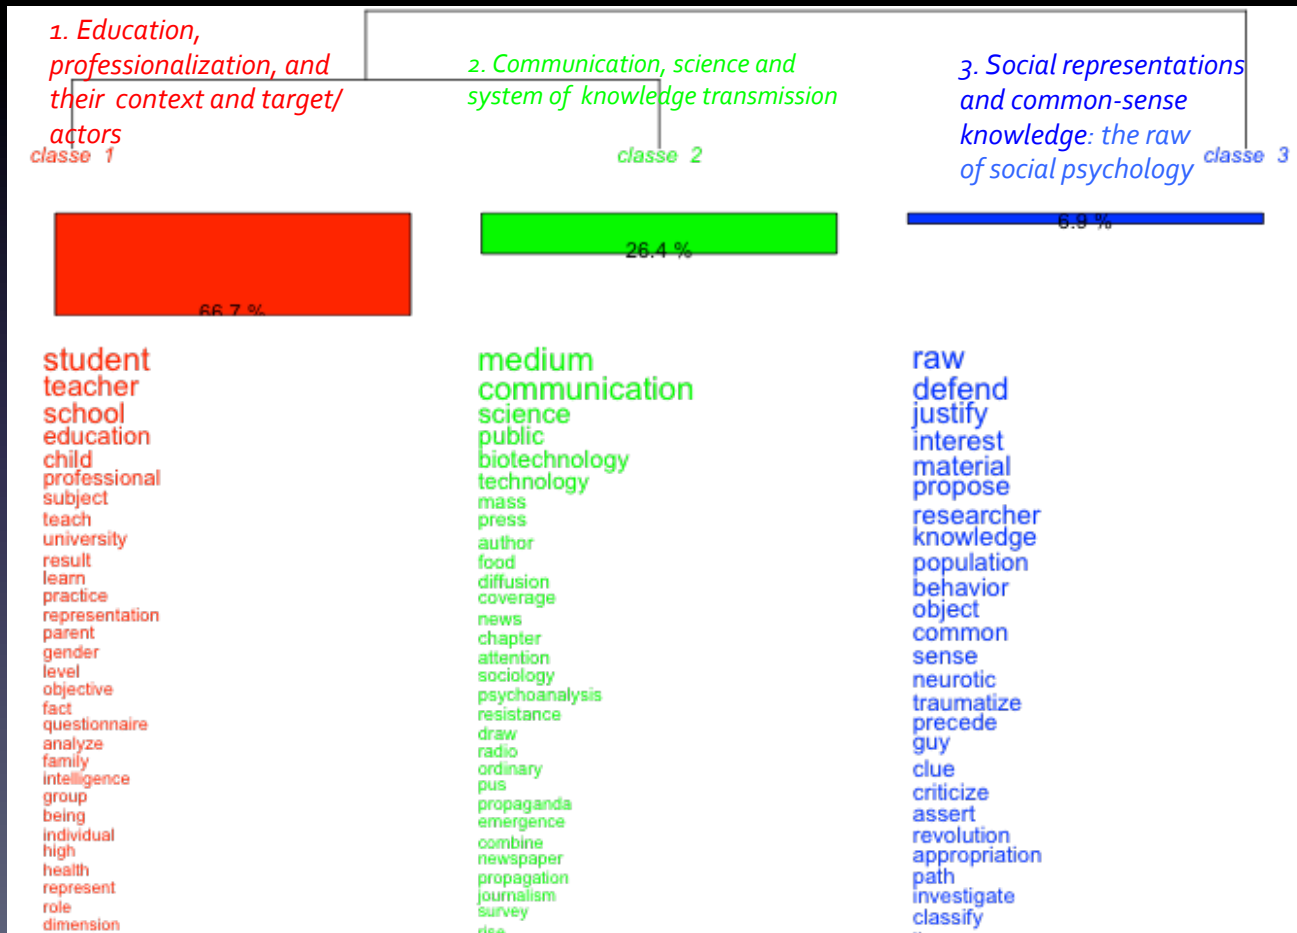 1. Education,
professionalization, and
their context and target/
actors
classe 1
2. Communication, science and
system of knowledge transmission
classe 2
3. Social representations
and common-sense
knowledge: the raw
of social psychology
classe 3
66.7 %
26.4 %
6.9 %
student
teacher
school
education
child
professional
subject
teach
university
result
learn
practice
representation
parent
gender
level
objective
fact
questionnaire
analyze
family
intelligence
group
being
individual
high
health
represent
role
dimension
medium
communication
science
public
biotechnology
technology
mass
press
author
food
diffusion
coverage
news
chapter
attention
sociology
psychoanalysis
resistance
draw
radio
ordinary
pus
propaganda
emergence
combine
newspaper
propagation
journalism
survey
raw
defend
justify
interest
material
propose
researcher
knowledge
population
behavior
object
common
sense
neurotic
traumatize
precede
guy
clue
criticize
assert
revolution
appropriation
path
investigate
classify